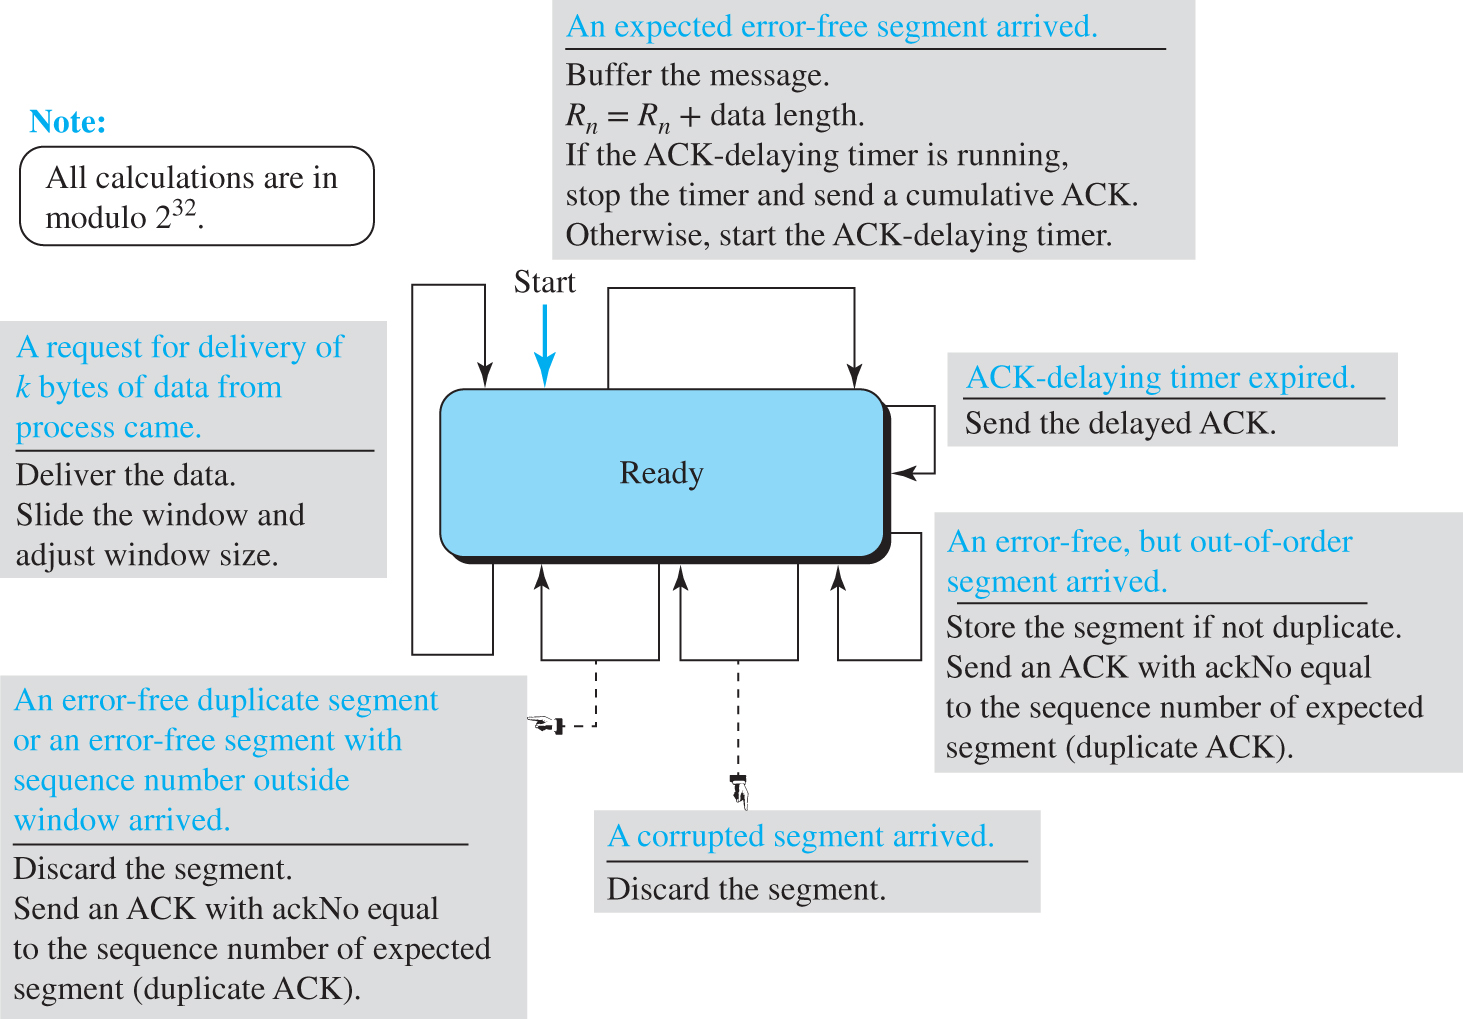 An expected error-free segment arrived.
Buffer the message.
Rₙ = Rₙ + data length.
If the ACK-delaying timer is running,
stop the timer and send a cumulative ACK.
Otherwise, start the ACK-delaying timer.
Note:
All calculations are in
modulo 2³².
Start
A request for delivery of
k bytes of data from
process came.
Deliver the data.
Slide the window and
adjust window size.
Ready
ACK-delaying timer expired.
Send the delayed ACK.
An error-free, but out-of-order
segment arrived.
Store the segment if not duplicate.
Send an ACK with ackNo equal
to the sequence number of expected
segment (duplicate ACK).
An error-free duplicate segment
or an error-free segment with
sequence number outside
window arrived.
Discard the segment.
Send an ACK with ackNo equal
to the sequence number of expected
segment (duplicate ACK).
A corrupted segment arrived.
Discard the segment.